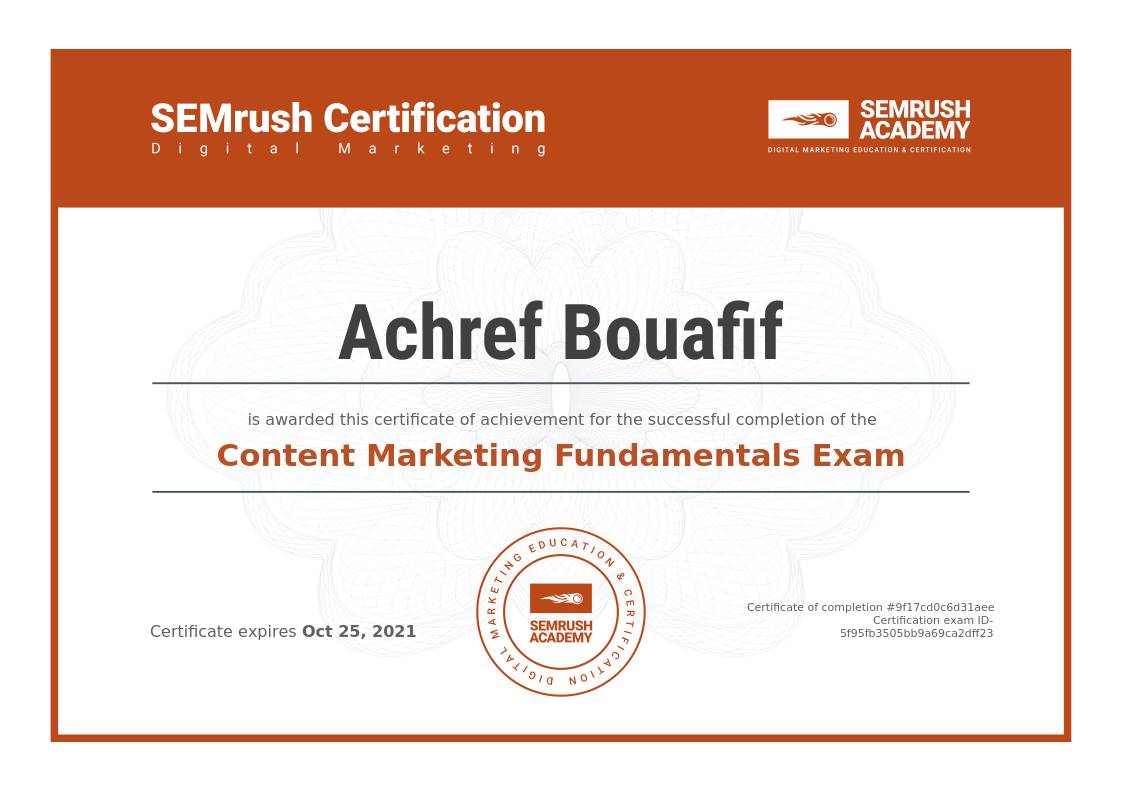 SEMrush Certification
Digital Marketing
SEMRUSH
ACADEMY
DIGITAL MARKETING EDUCATION & CERTIFICATION
Achref Bouafif
is awarded this certificate of achievement for the successful completion of the
Content Marketing Fundamentals Exam
Certificate expires Oct 25, 2021
DIGITAL MARKETING EDUCATION & CERTIFICATION
SEMRUSH
ACADEMY
Certificate of completion #9f17cd0c6d31aee
Certification exam ID-
5f95fb3505bb9a69ca2dff23